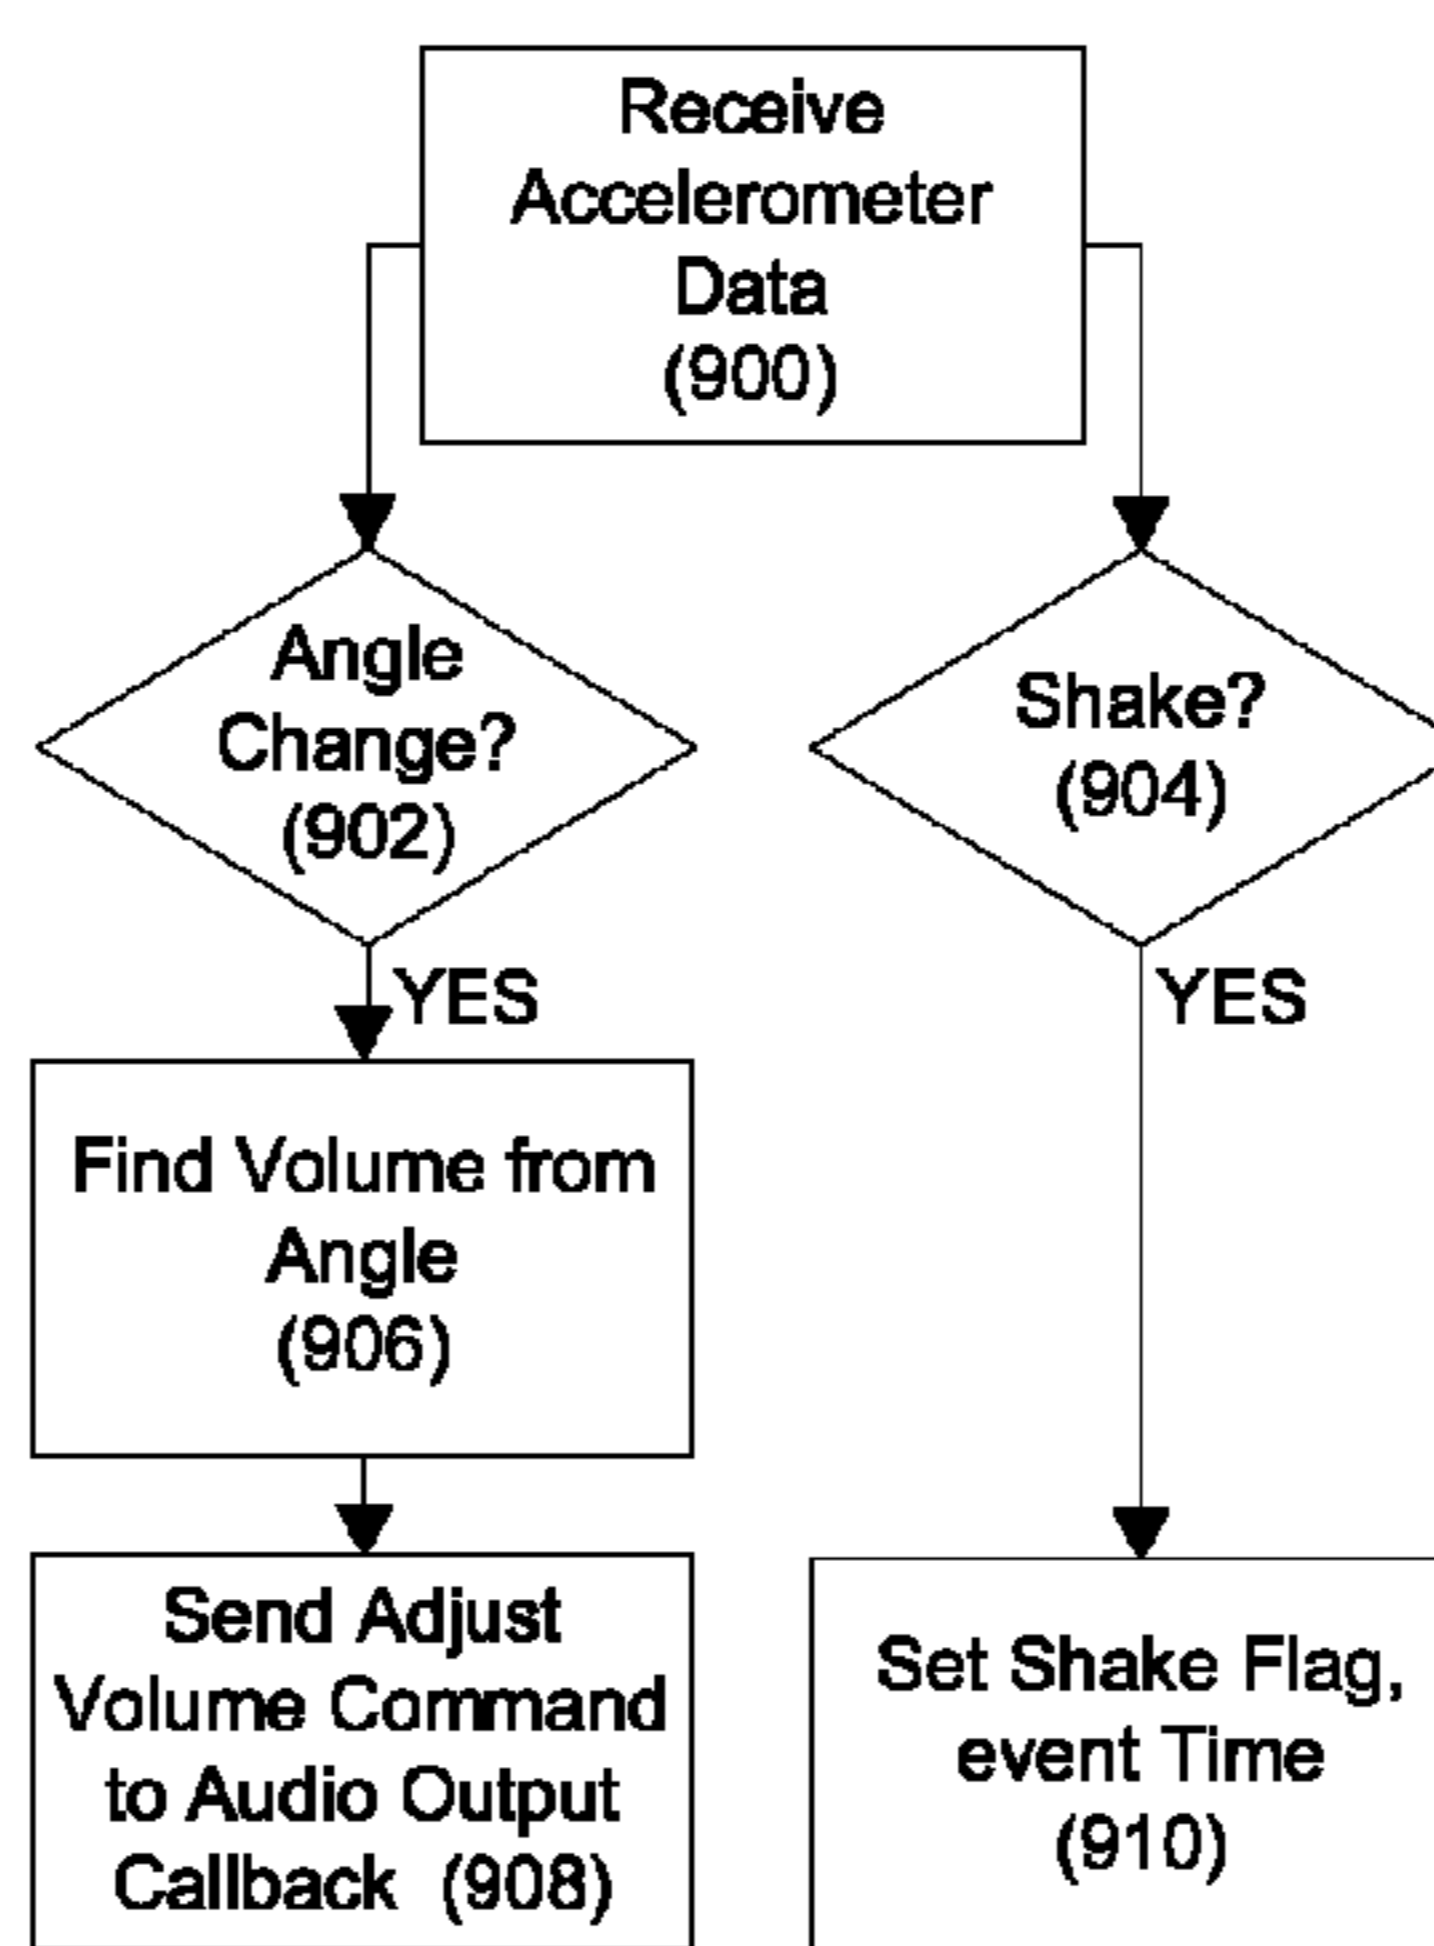 Receive
Accelerometer
Data
(900)
Angle
Change?
(902)
YES
Shake?
(904)
YES
Find Volume from
Angle
(906)
Send Adjust
Volume Command
to Audio Output
Callback (908)
Set Shake Flag,
event Time
(910)